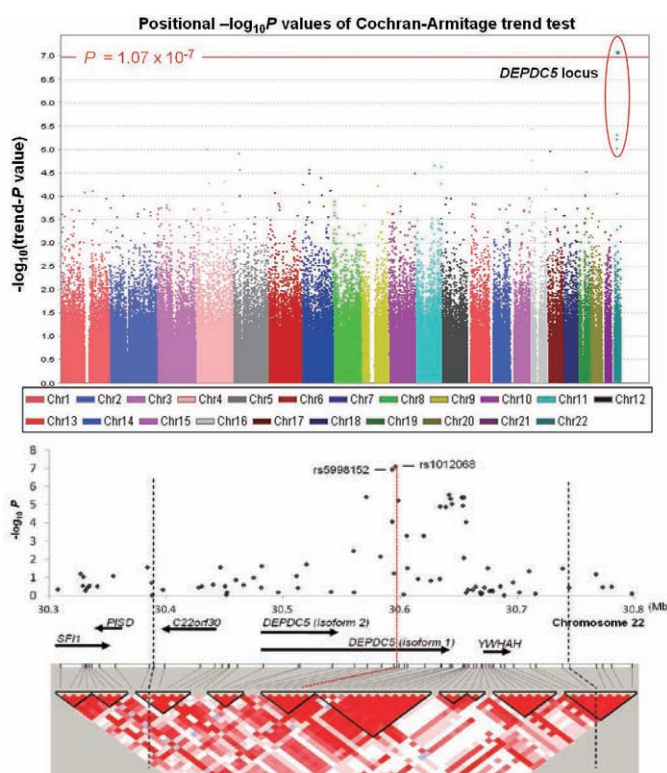 Positional –log10P values of Cochran-Armitage trend test
P = 1.07 x 10-7
DEPDC5 locus
-log10(trend-P value)
7.0
6.0
5.0
4.5
4.0
3.5
3.0
2.5
2.0
1.5
1.0
0.5
0.0
Chr1 Chr2 Chr3 Chr4 Chr5 Chr6 Chr7 Chr8 Chr9 Chr10 Chr11 Chr12
Chr13 Chr14 Chr15 Chr16 Chr17 Chr18 Chr19 Chr20 Chr21 Chr22
-log10 P
8
7
6
5
4
3
2
1
0
rs5998152
rs1012068
30.3 30.4 30.5 30.6 30.7 30.8 (Mb
PISD C22orf30 DEPDC5 (isoform 2) Chromosome 22
SFI1 DEPDC5 (isoform 1) YWHAH